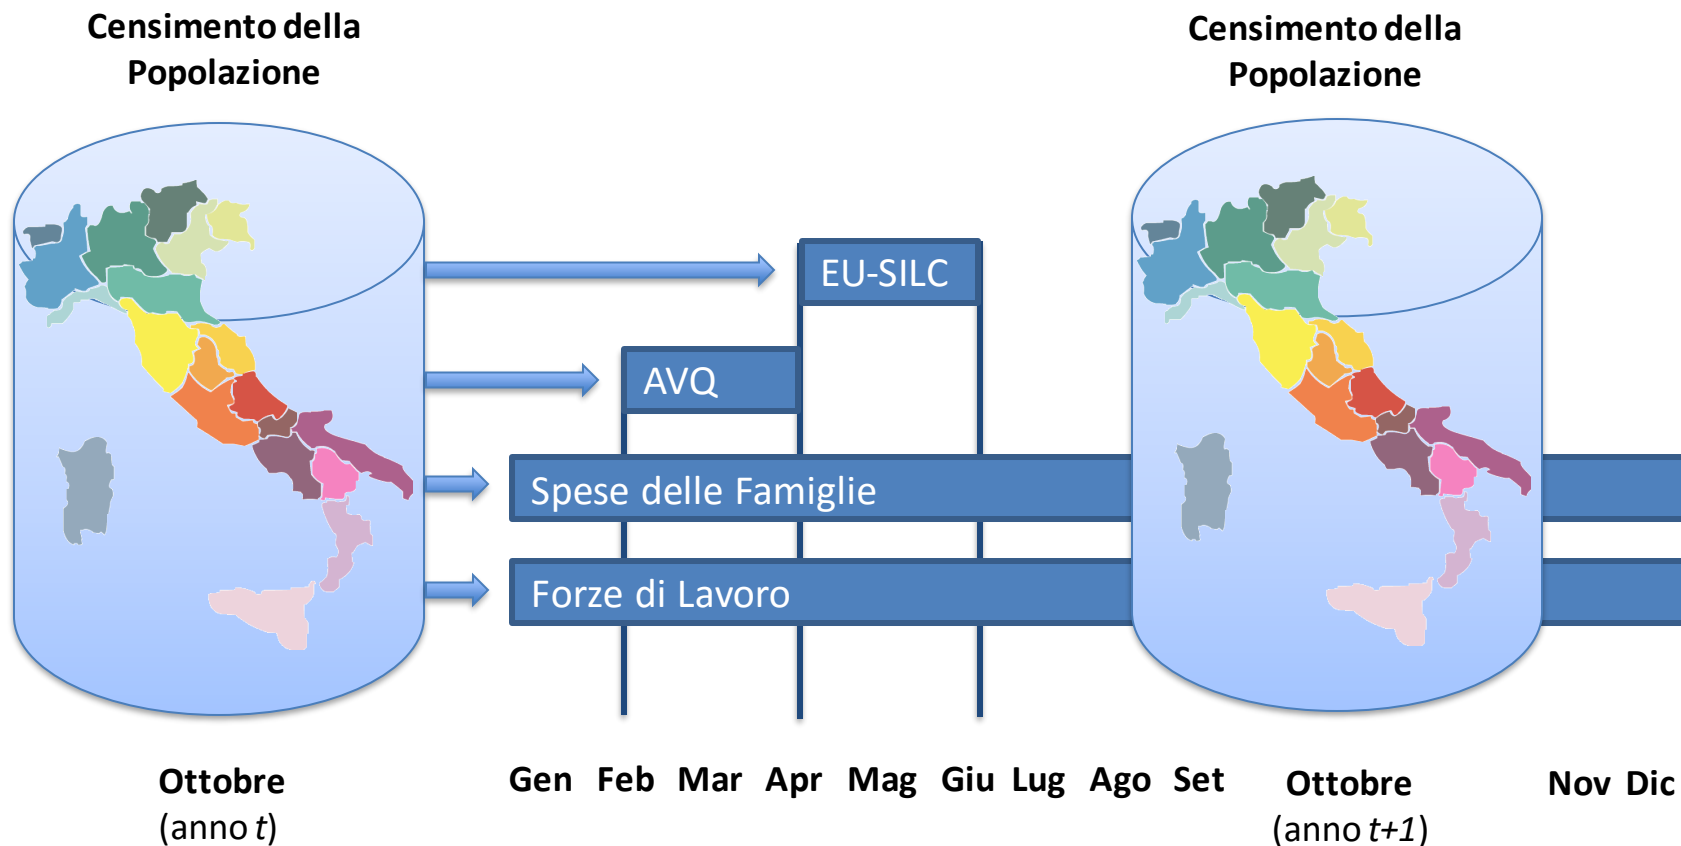 Censimento della
Popolazione
Censimento della
Popolazione
EU-SILC
AVQ
Spese delle Famiglie
Forze di Lavoro
Ottobre
(anno t)
Gen Feb Mar Apr Mag Giu Lug Ago Set
Ottobre
(anno t+1)
Nov Dic